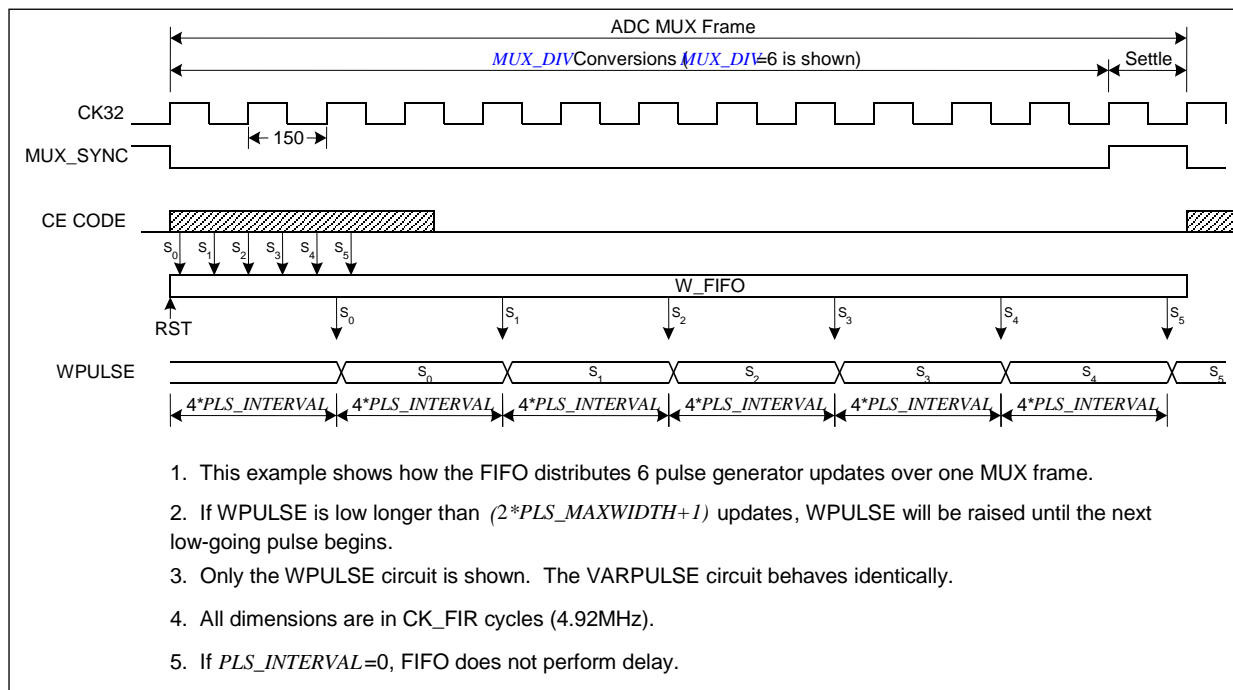 ADC MUX Frame
MUX_DIV Conversions (MUX_DIV=6 is shown)
Settle
CK32
150
MUX_SYNC
CE CODE
S0 S1 S2 S3 S4 S5
W_FIFO
RST
S0 S1 S2 S3 S4 S5
WPULSE
S0 S1 S2 S3 S4 S5
4*PLS_INTERVAL 4*PLS_INTERVAL 4*PLS_INTERVAL 4*PLS_INTERVAL 4*PLS_INTERVAL 4*PLS_INTERVAL
1. This example shows how the FIFO distributes 6 pulse generator updates over one MUX frame.
2. If WPULSE is low longer than (2*PLS_MAXWIDTH+1) updates, WPULSE will be raised until the next
low-going pulse begins.
3. Only the WPULSE circuit is shown. The VARPULSE circuit behaves identically.
4. All dimensions are in CK_FIR cycles (4.92MHz).
5. If PLS_INTERVAL=0, FIFO does not perform delay.